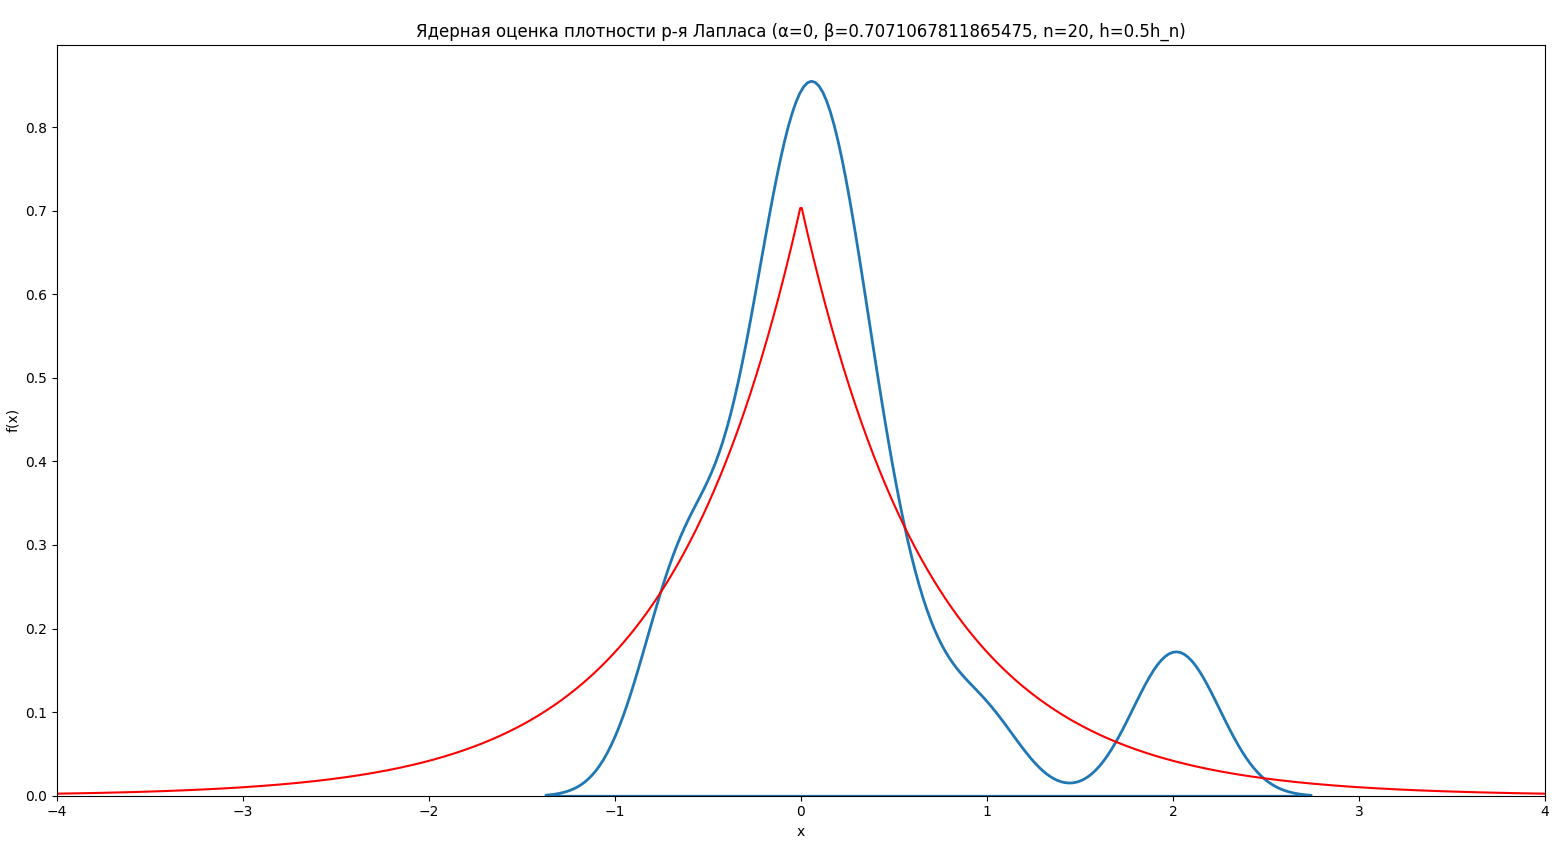 Ядерная оценка плотности р-я Лапласа (α=0, β=0.7071067811865475, n=20, h=0.5h_n)
0.8
0.7
0.6
0.5
0.4
0.3
0.2
0.1
0.0
f(x)
−4 −3 −2 −1 0 1 2 3 4
x